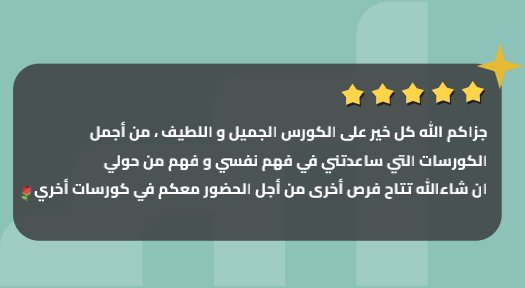 جزاكم الله كل خير على الكورس الجميل و اللطيف ، من أجمل
الكورسات التي ساعدتني في فهم نفسي و فهم من حولي
ان شاءالله تتاح فرص أخرى من أجل الحضور معكم في كورسات أخري🌷